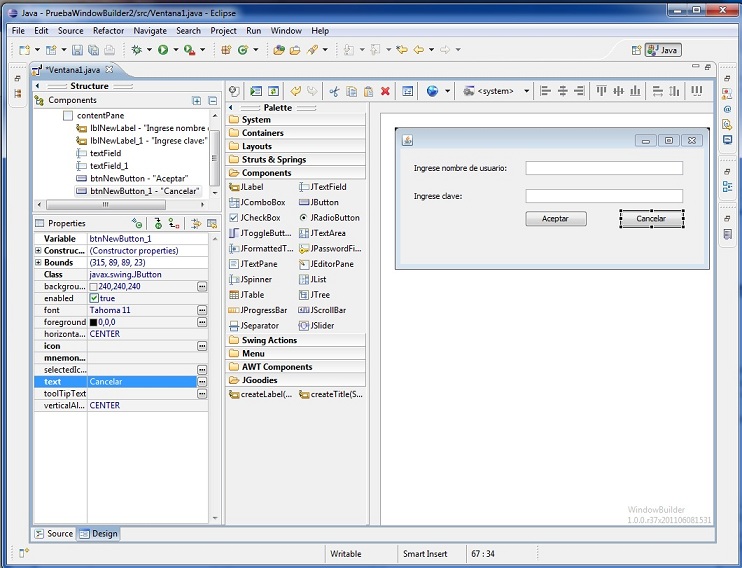 Java - PruebaWindowBuilder2/src/Ventana1.java - Eclipse
File Edit Source Refactor Navigate Search Project Run Window Help
Java
*Ventana1.java
Structure
Components
contentPane
lblNewLabel - "Ingrese nombre
lblNewLabel_1 - "Ingrese clave:"
textField
textField_1
btnNewButton - "Aceptar"
btnNewButton_1 - "Cancelar"
Properties
Variable btnNewButton_1
Construc... (Constructor properties)
Bounds (315, 89, 89, 23)
Class javax.swing.JButton
backgrou... 240,240,240
enabled true
font Tahoma 11
foreground 0,0,0
horizonta... CENTER
icon
mnemon...
selectedIc...
text Cancelar
toolTipText
verticalAl... CENTER
Source Design
<system>
Palette
System
Containers
Layouts
Struts & Springs
Components
JLabel JTextField
JComboBox JButton
JCheckBox JRadioButton
JToggleButt... JTextArea
JFormattedT... JPasswordFi...
JTextPane JEditorPane
JSpinner JList
JTable JTree
JProgressBar JScrollBar
JSeparator JSlider
Swing Actions
Menu
AWT Components
JGoodies
createLabel(... createTitle(S...
Ingrese nombre de usuario:
Ingrese clave:
Aceptar Cancelar
WindowBuilder
1.0.0.r37x201106081531
Writable Smart Insert 67 : 34